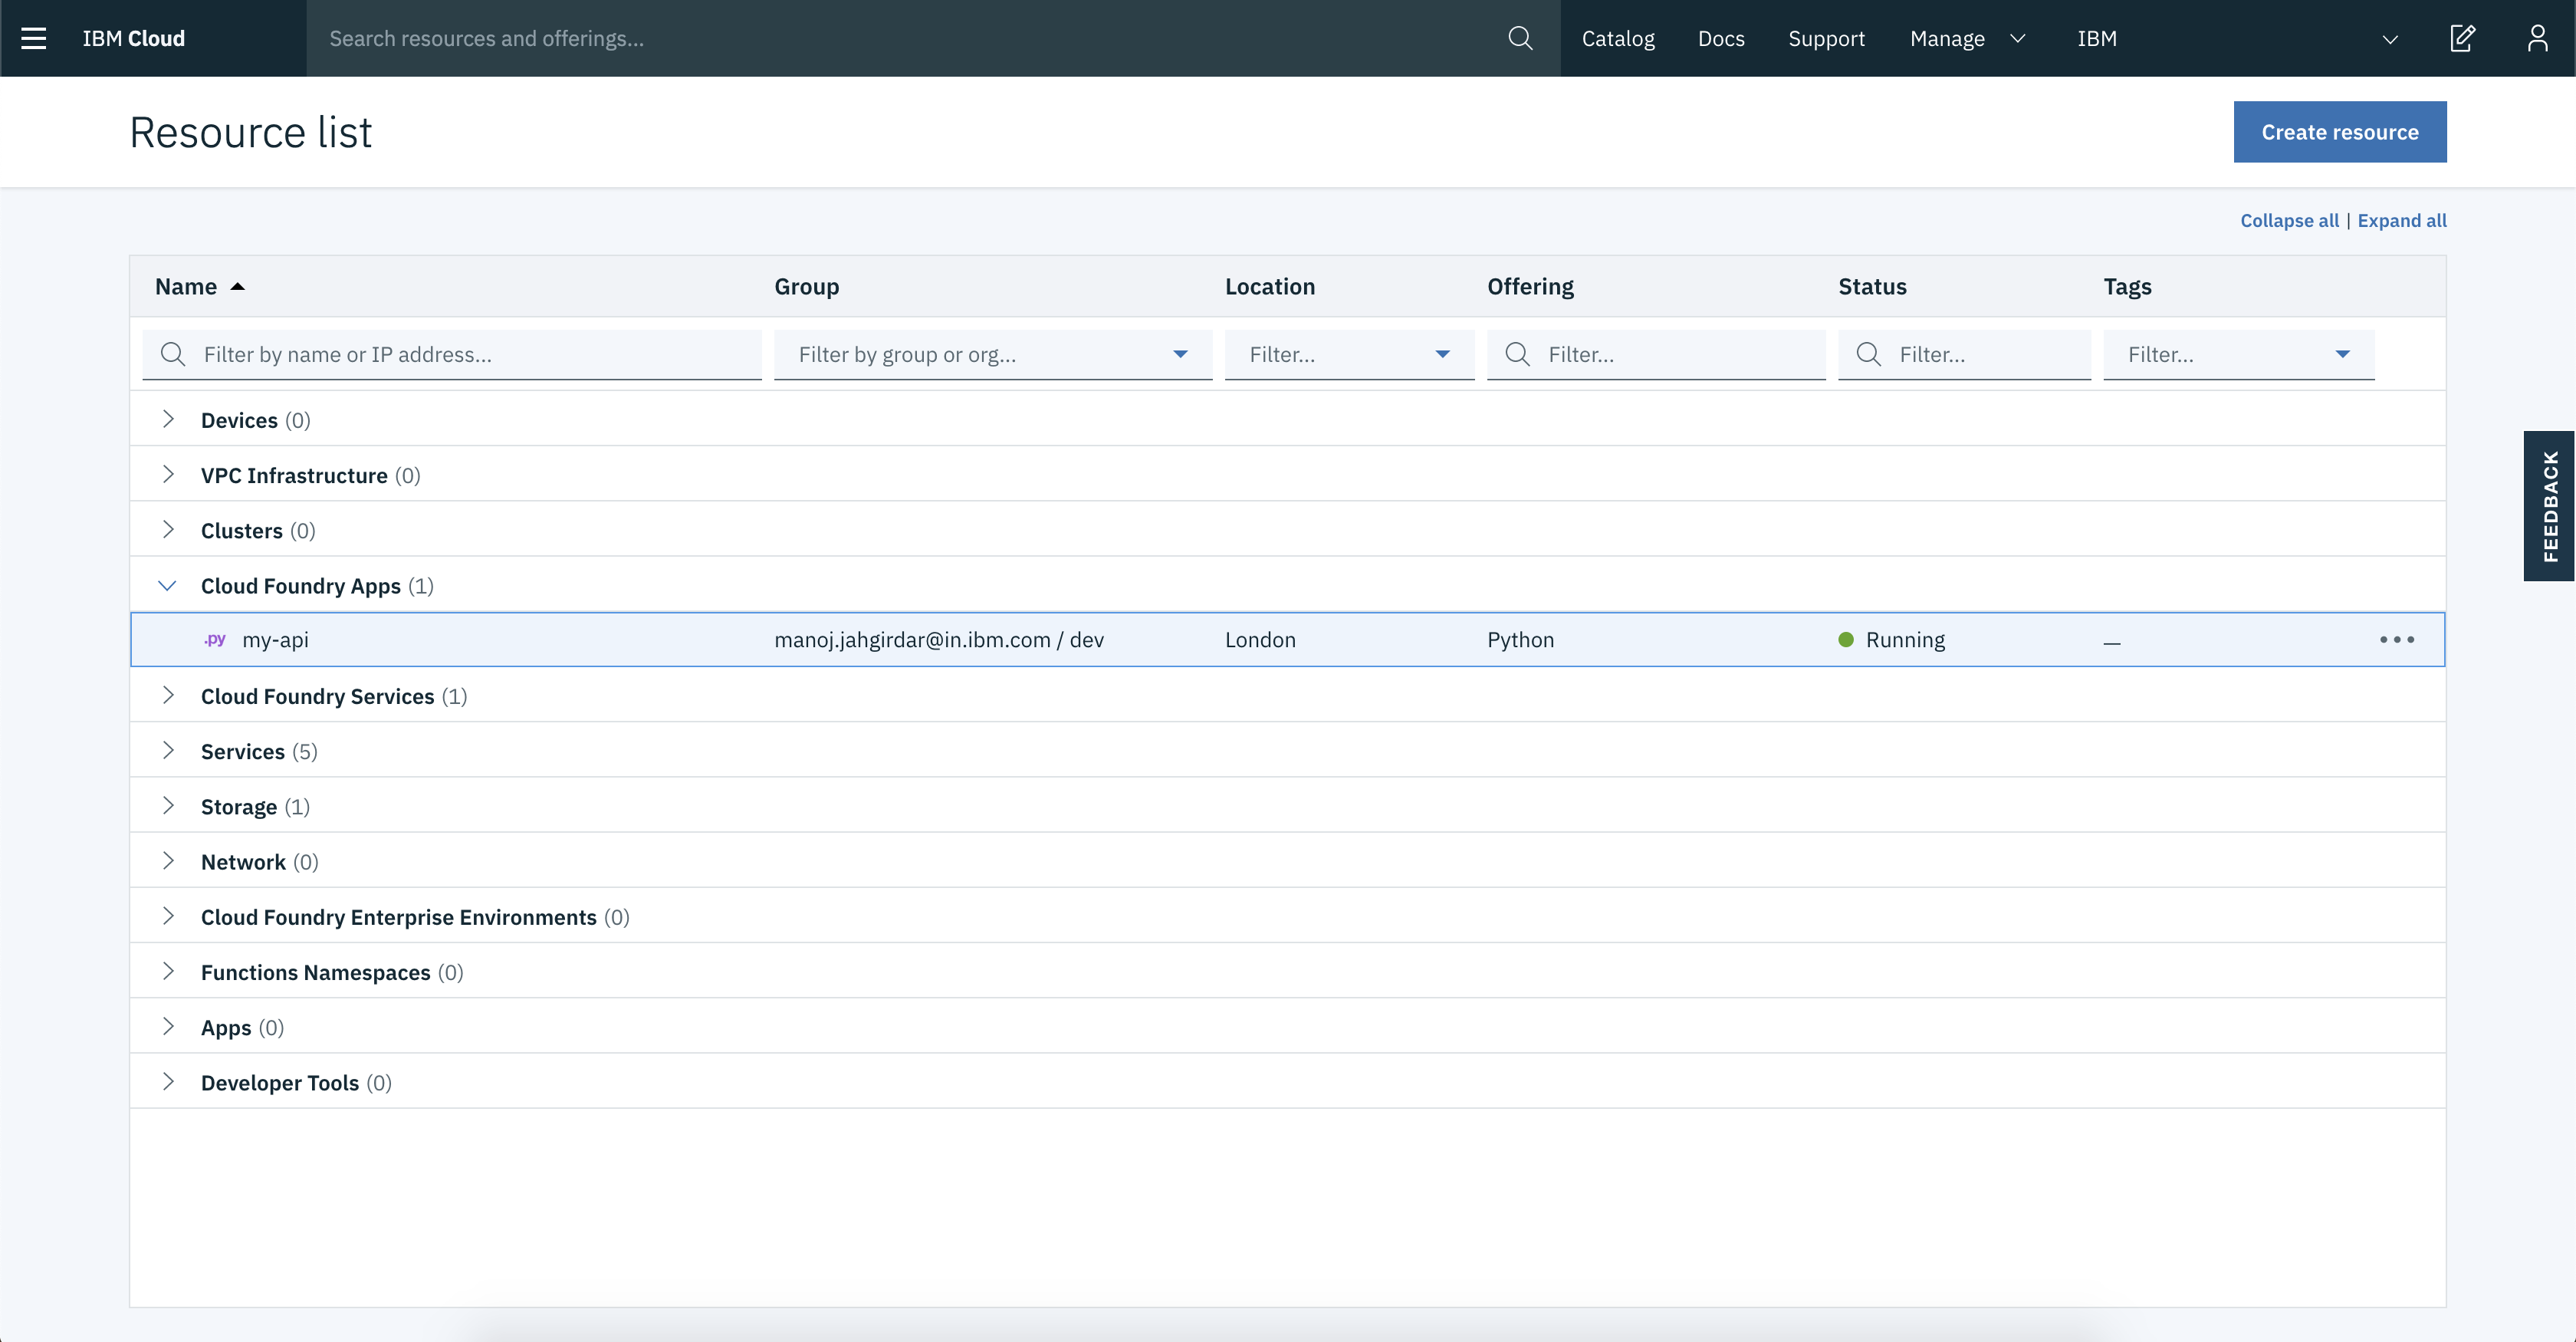 IBM Cloud Search resources and offerings... Catalog Docs Support Manage IBM
Resource list Create resource
Collapse all | Expand all
Name Group Location Offering Status Tags
Filter by name or IP address... Filter by group or org... Filter... Filter... Filter... Filter...
Devices (0)
VPC Infrastructure (0)
Clusters (0)
Cloud Foundry Apps (1)
.py my-api manoj.jahgirdar@in.ibm.com / dev London Python Running —
Cloud Foundry Services (1)
Services (5)
Storage (1)
Network (0)
Cloud Foundry Enterprise Environments (0)
Functions Namespaces (0)
Apps (0)
Developer Tools (0)
FEEDBACK